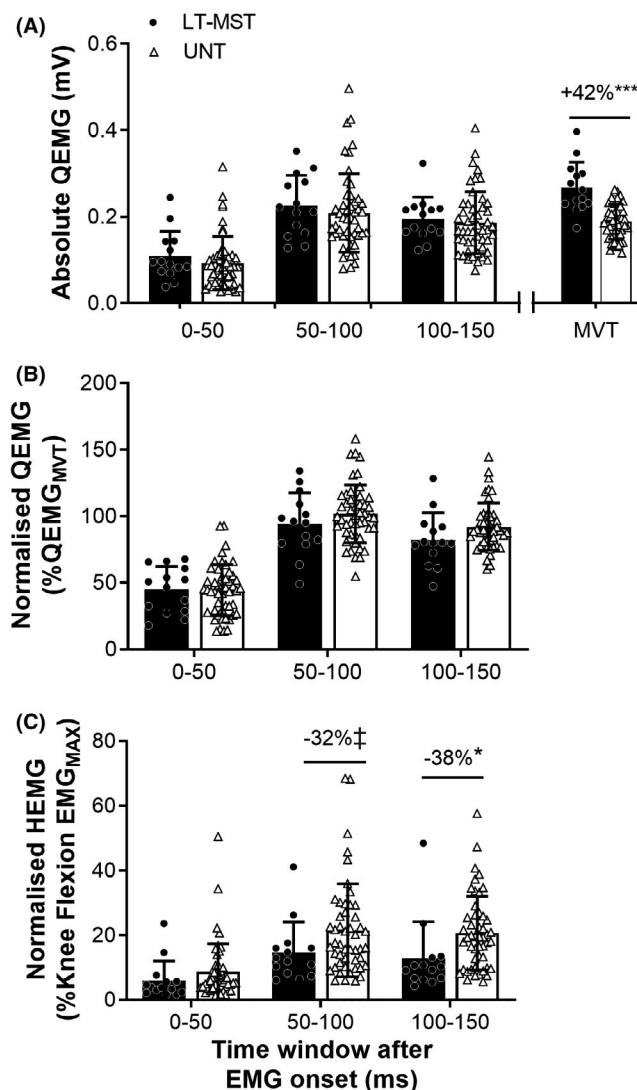 (A)
LT-MST
UNT
Absolute QEMG (mV)
0.6
0.4
0.2
0.0
+42%***
0-50
50-100
100-150
MVT
(B)
Normalised QEMG
(%QEMG_MVT)
200
150
100
50
0
0-50
50-100
100-150
(C)
Normalised HEMG
(%Knee Flexion EMG_MAX)
80
60
40
20
0
-32%‡
-38%*
0-50
50-100
100-150
Time window after
EMG onset (ms)